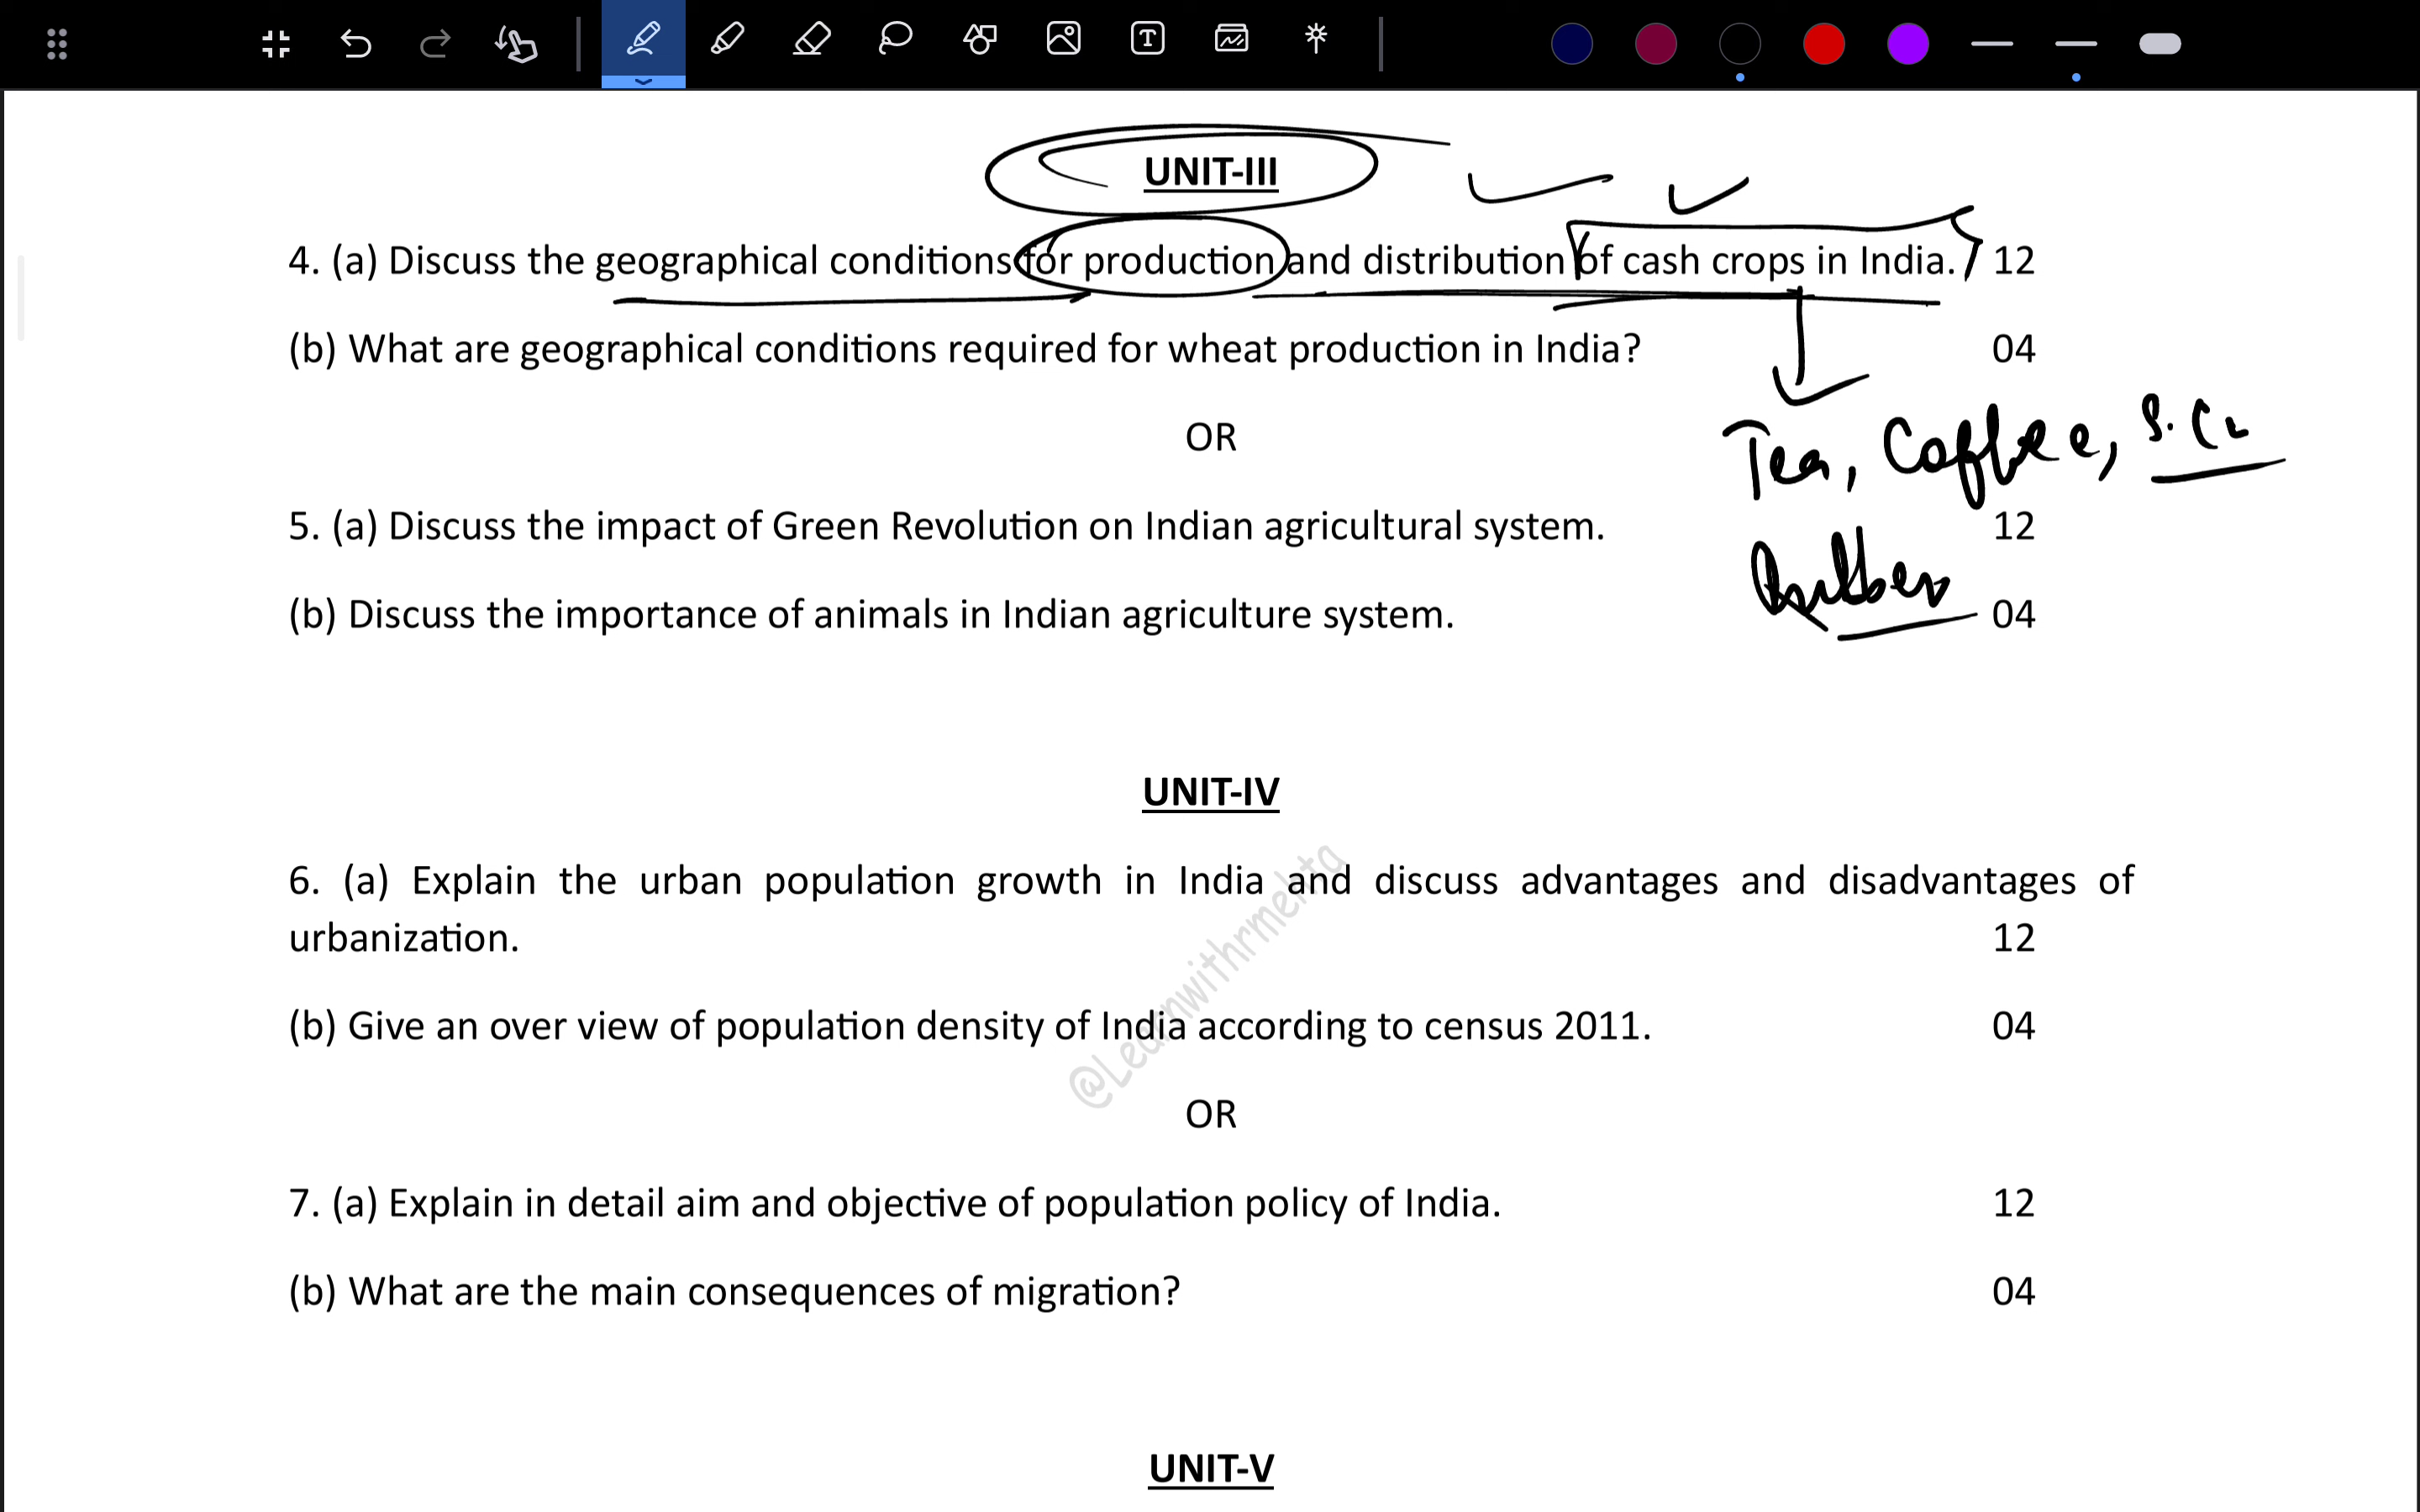 UNIT-III
4. (a) Discuss the geographical conditions for production and distribution of cash crops in India. 12
(b) What are geographical conditions required for wheat production in India? 04
Tea, Coffee, S.
OR
5. (a) Discuss the impact of Green Revolution on Indian agricultural system. 12
Rubber
(b) Discuss the importance of animals in Indian agriculture system. 04
UNIT-IV
6. (a) Explain the urban population growth in India and discuss advantages and disadvantages of
urbanization. 12
(b) Give an over view of population density of India according to census 2011. 04
@Learnwithrmehta
OR
7. (a) Explain in detail aim and objective of population policy of India. 12
(b) What are the main consequences of migration? 04
UNIT-V